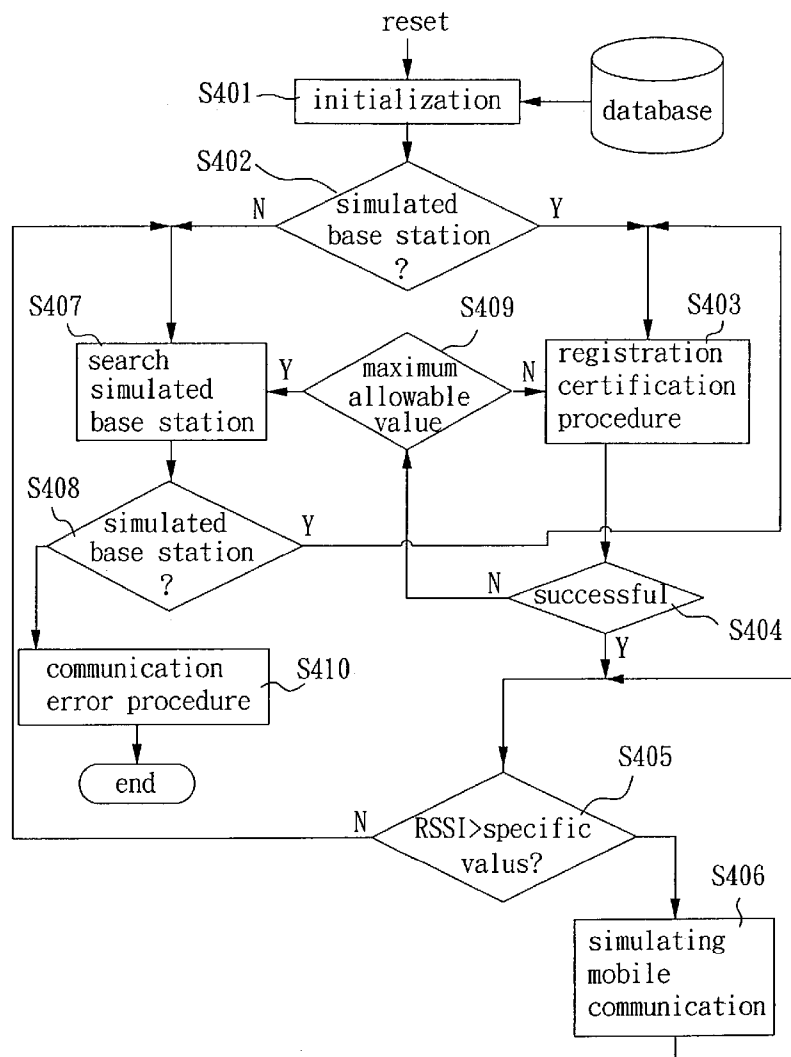 reset
S401
initialization
database
S402
simulated
base station
?
N
Y
S407
search
simulated
base station
S409
maximum
allowable
value
Y
N
S403
registration
certification
procedure
S408
simulated
base station
?
Y
successful
N
Y
S404
communication
error procedure
S410
end
S405
RSSI>specific
valus?
N
S406
simulating
mobile
communication